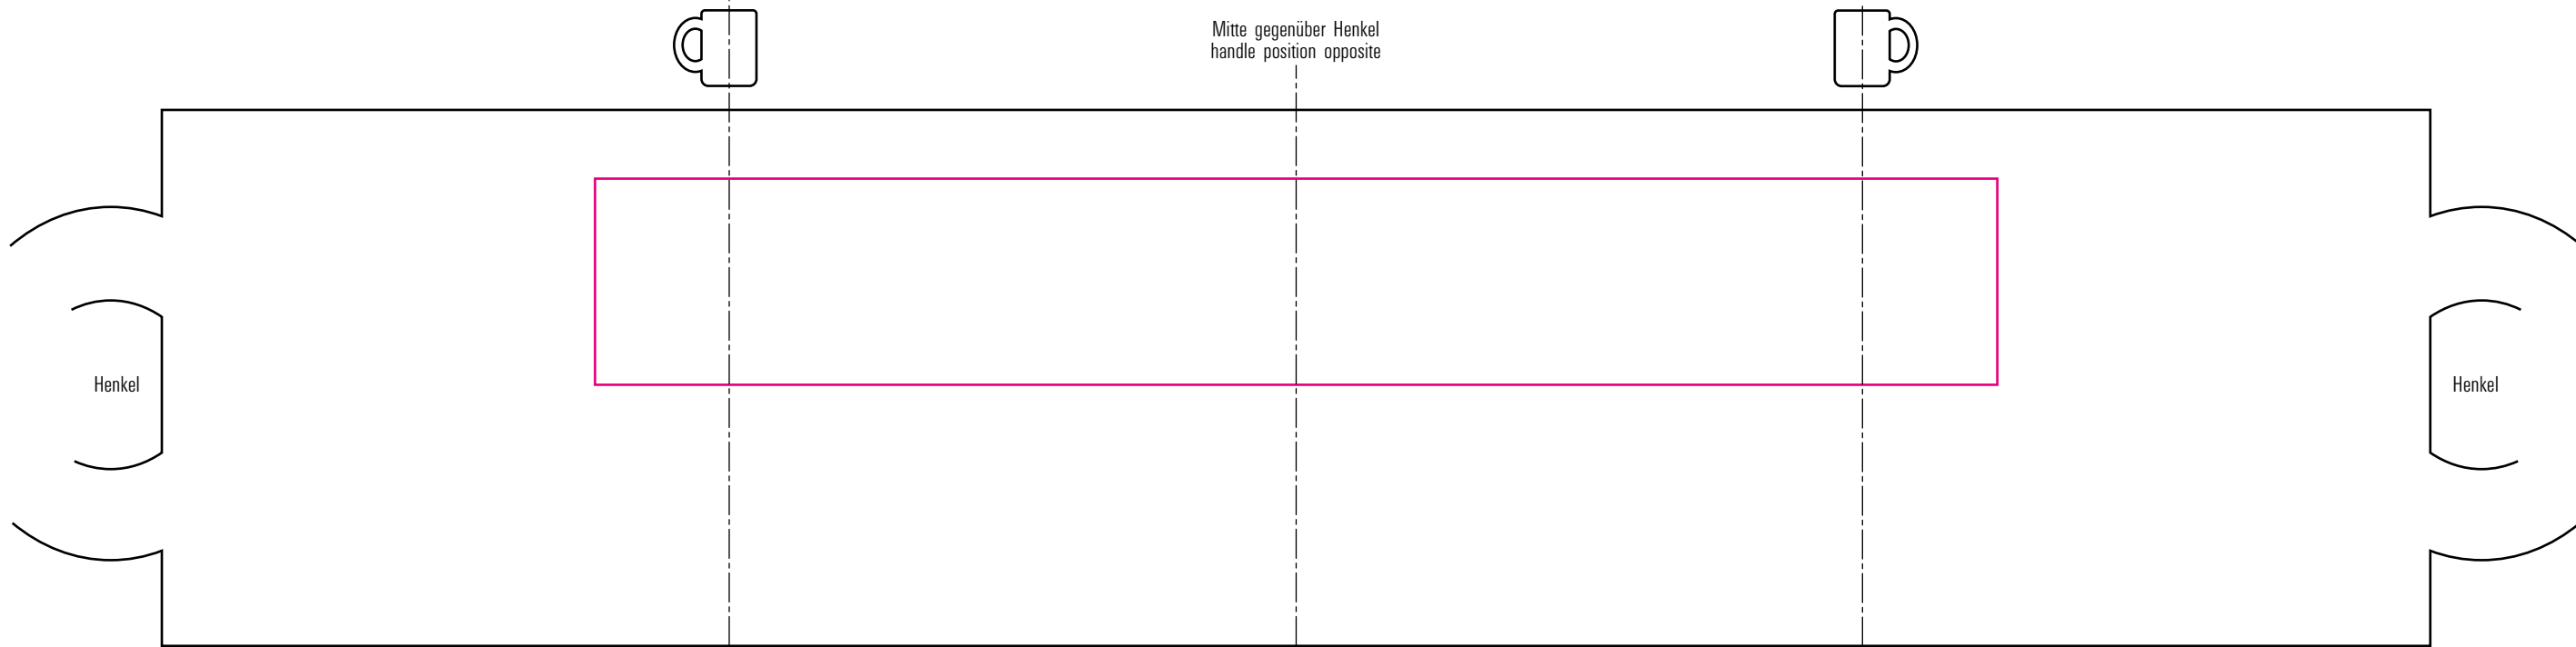 Mitte gegenüber Henkel
handle position opposite
Henkel
Henkel